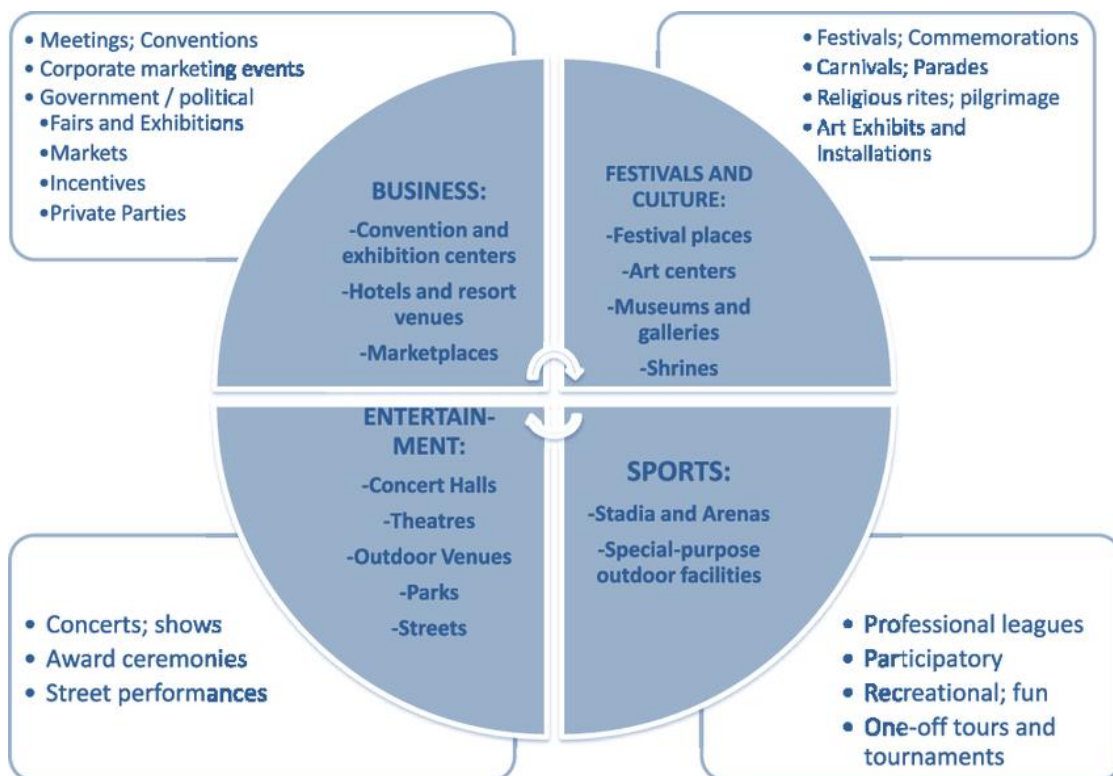 • Meetings; Conventions
• Corporate marketing events
• Government / political
•Fairs and Exhibitions
•Markets
•Incentives
•Private Parties
• Festivals; Commemorations
• Carnivals; Parades
• Religious rites; pilgrimage
• Art Exhibits and
Installations
BUSINESS:
-Convention and
exhibition centers
-Hotels and resort
venues
-Marketplaces
FESTIVALS AND
CULTURE:
-Festival places
-Art centers
-Museums and
galleries
-Shrines
ENTERTAIN-
MENT:
-Concert Halls
-Theatres
-Outdoor Venues
-Parks
-Streets
SPORTS:
-Stadia and Arenas
-Special-purpose
outdoor facilities
• Concerts; shows
• Award ceremonies
• Street performances
• Professional leagues
• Participatory
• Recreational; fun
• One-off tours and
tournaments